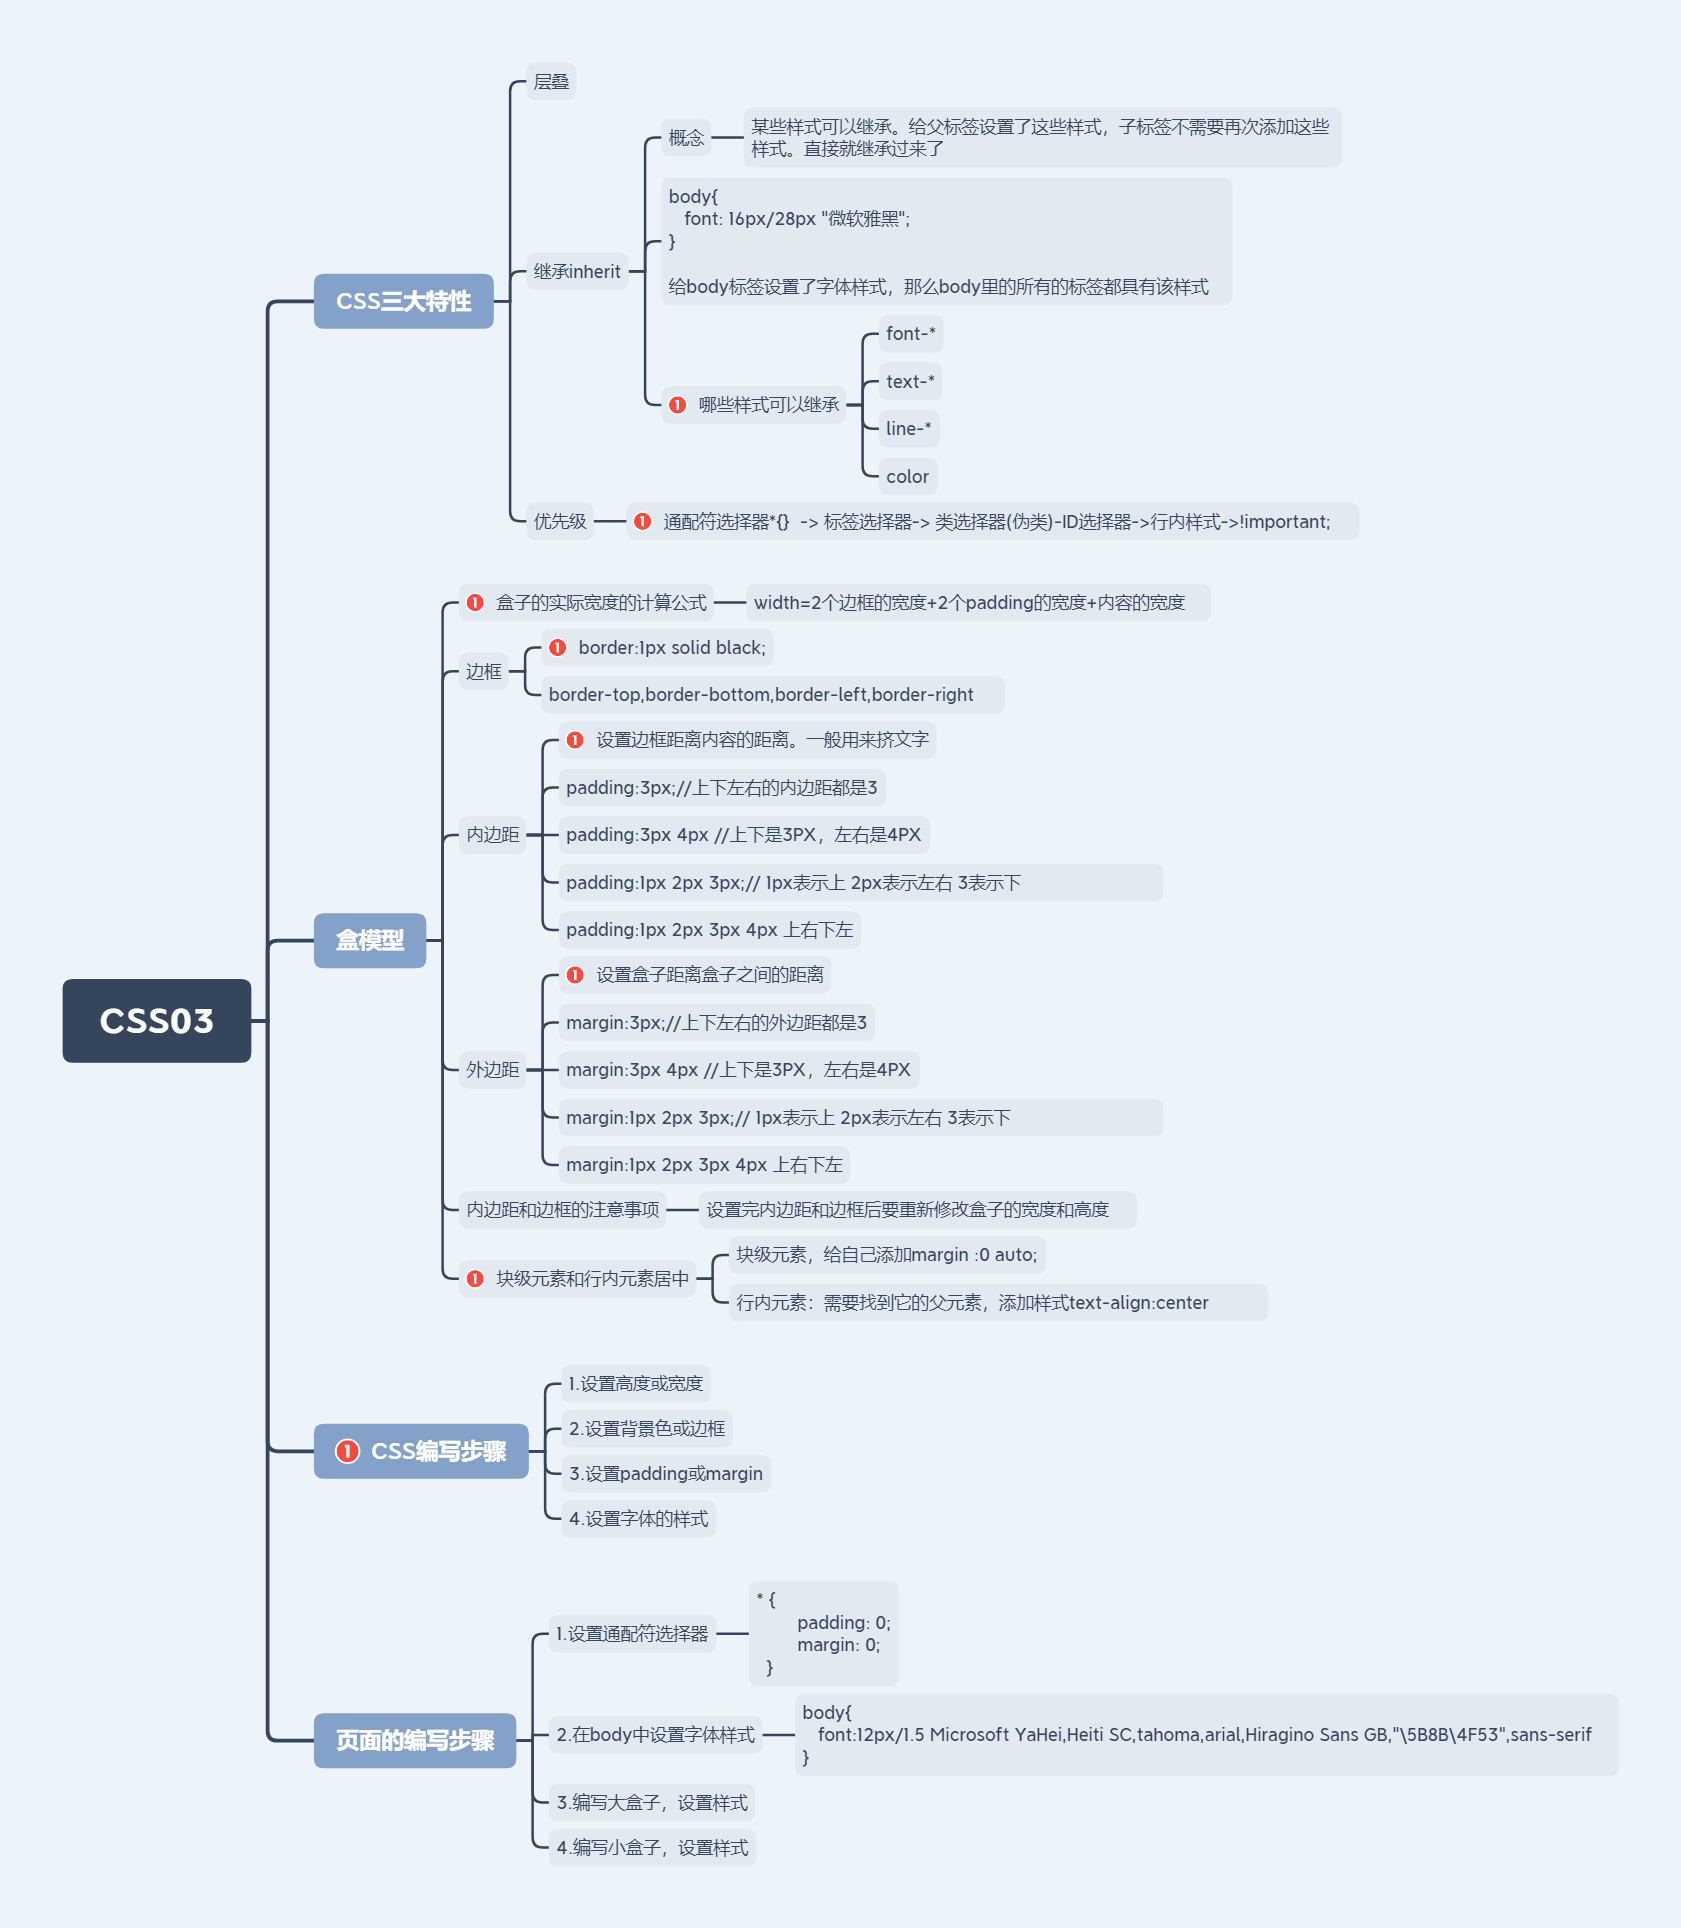 CSS03
CSS三大特性
层叠
继承inherit
概念
某些样式可以继承。给父标签设置了这些样式，子标签不需要再次添加这些
样式。直接就继承过来了
body{
font: 16px/28px "微软雅黑";
}
给body标签设置了字体样式，那么body里的所有的标签都具有该样式
1 哪些样式可以继承
font-*
text-*
line-*
color
优先级
1 通配符选择器*{}  -> 标签选择器-> 类选择器(伪类)-ID选择器->行内样式->!important;
盒模型
1 盒子的实际宽度的计算公式
width=2个边框的宽度+2个padding的宽度+内容的宽度
边框
1 border:1px solid black;
border-top,border-bottom,border-left,border-right
内边距
1 设置边框距离内容的距离。一般用来挤文字
padding:3px;//上下左右的内边距都是3
padding:3px 4px //上下是3PX，左右是4PX
padding:1px 2px 3px;// 1px表示上 2px表示左右 3表示下
padding:1px 2px 3px 4px 上右下左
外边距
1 设置盒子距离盒子之间的距离
margin:3px;//上下左右的外边距都是3
margin:3px 4px //上下是3PX，左右是4PX
margin:1px 2px 3px;// 1px表示上 2px表示左右 3表示下
margin:1px 2px 3px 4px 上右下左
内边距和边框的注意事项
设置完内边距和边框后要重新修改盒子的宽度和高度
1 块级元素和行内元素居中
块级元素，给自己添加margin :0 auto;
行内元素：需要找到它的父元素，添加样式text-align:center
1 CSS编写步骤
1.设置高度或宽度
2.设置背景色或边框
3.设置padding或margin
4.设置字体的样式
页面的编写步骤
1.设置通配符选择器
* {
padding: 0;
margin: 0;
}
2.在body中设置字体样式
body{
font:12px/1.5 Microsoft YaHei,Heiti SC,tahoma,arial,Hiragino Sans GB,"\5B8B\4F53",sans-serif
}
3.编写大盒子，设置样式
4.编写小盒子，设置样式